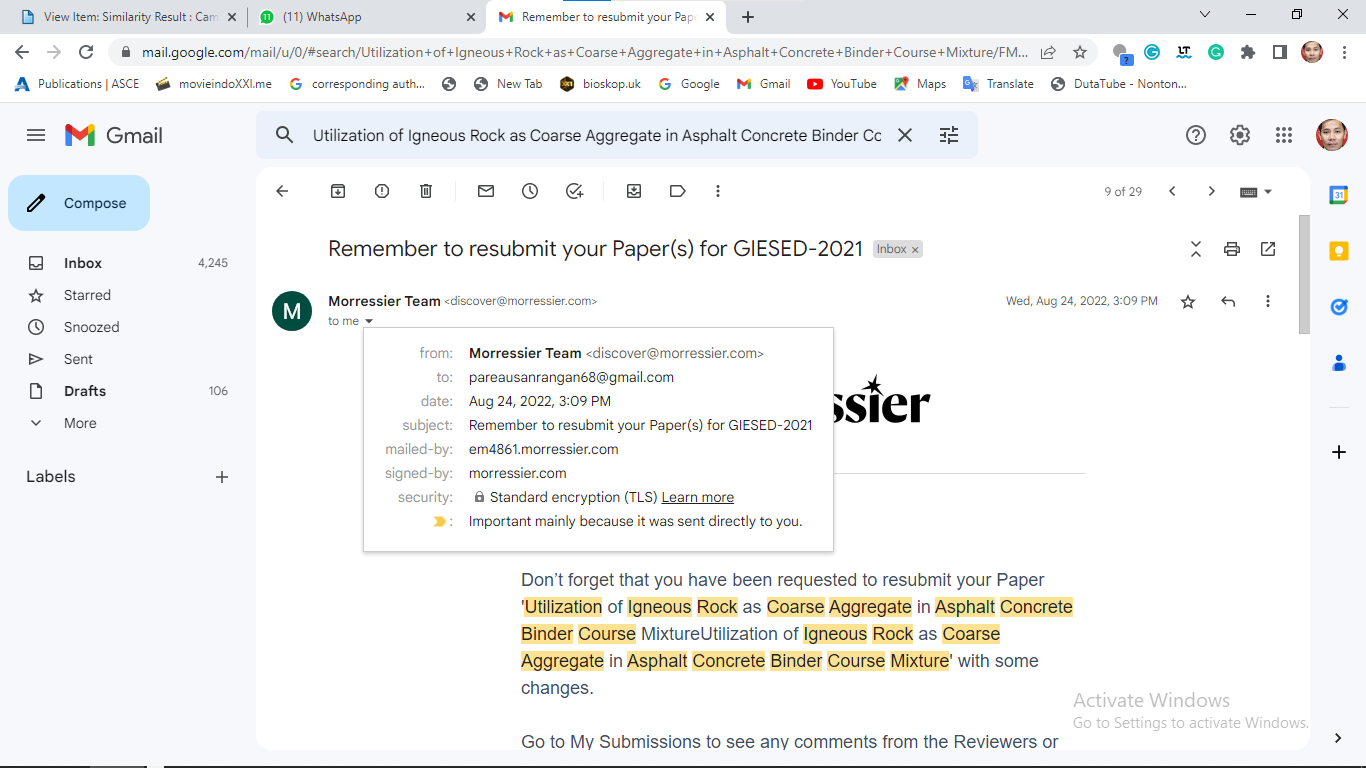 View Item: Similarity Result : Cam
(11) WhatsApp
Remember to resubmit your Pape
mail.google.com/mail/u/0/#search/Utilization+of+Igneous+Rock+as+Coarse+Aggregate+in+Asphalt+Concrete+Binder+Course+Mixture/FM...
Publications | ASCE
movieindoXXI.me
corresponding auth...
New Tab
bioskop.uk
Google
Gmail
YouTube
Maps
Translate
DutaTube - Nonton...
Gmail
Utilization of Igneous Rock as Coarse Aggregate in Asphalt Concrete Binder Co
Compose
9 of 29
Inbox 4,245
Starred
Snoozed
Sent
Drafts 106
More
Labels
Remember to resubmit your Paper(s) for GIESED-2021 Inbox x
M
Morressier Team <discover@morressier.com> Wed, Aug 24, 2022, 3:09 PM
to me
from: Morressier Team <discover@morressier.com>
to: pareausanrangan68@gmail.com
date: Aug 24, 2022, 3:09 PM
subject: Remember to resubmit your Paper(s) for GIESED-2021
mailed-by: em4861.morressier.com
signed-by: morressier.com
security: Standard encryption (TLS) Learn more
: Important mainly because it was sent directly to you.
ssier
Don't forget that you have been requested to resubmit your Paper
'Utilization of Igneous Rock as Coarse Aggregate in Asphalt Concrete
Binder Course MixtureUtilization of Igneous Rock as Coarse
Aggregate in Asphalt Concrete Binder Course Mixture' with some
changes.
Go to My Submissions to see any comments from the Reviewers or
Activate Windows
Go to Settings to activate Windows.